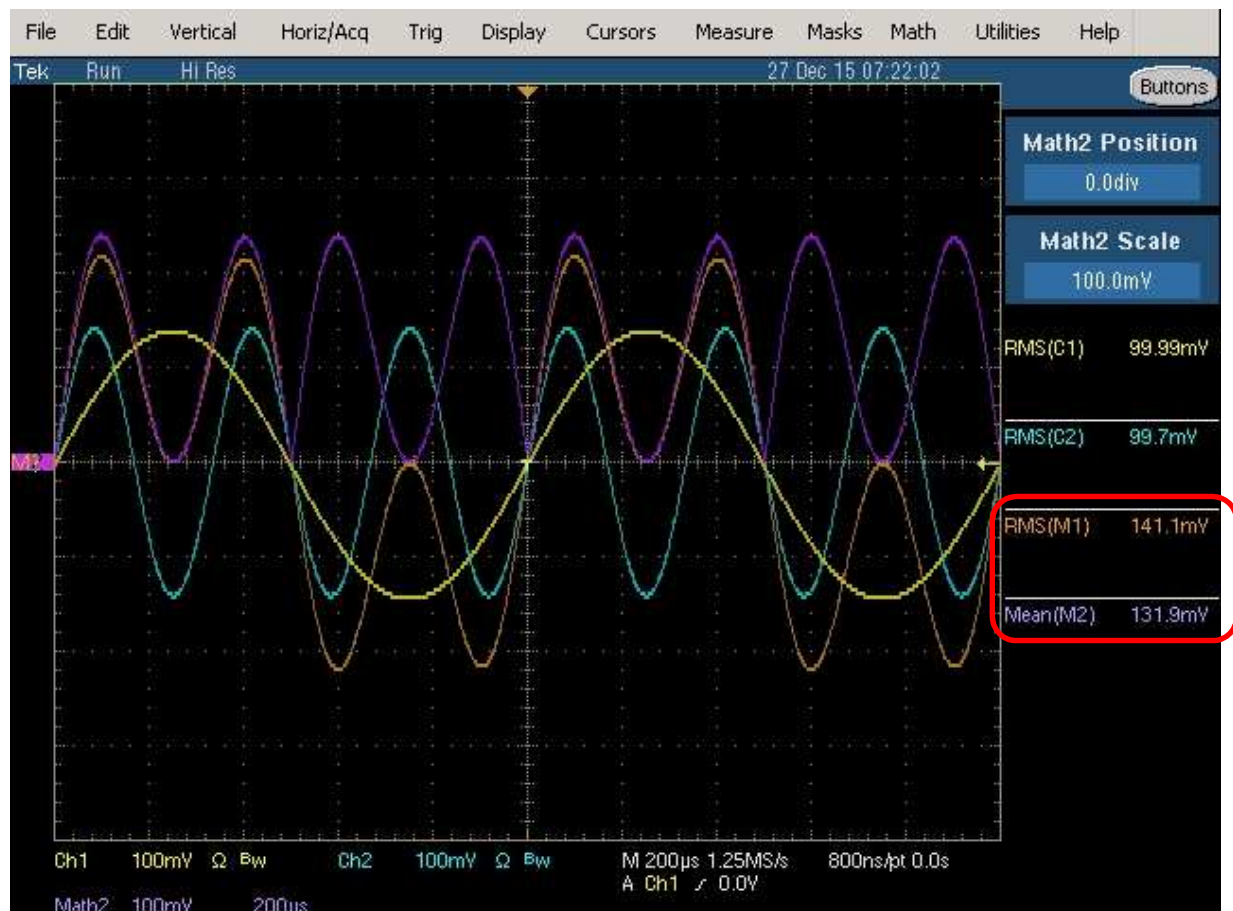 File Edit Vertical Horiz/Acq Trig Display Cursors Measure Masks Math Utilities Help
Tek Run Hi Res 27 Dec 15 07:22:02
Buttons
Math2 Position
0.0div
Math2 Scale
100.0mV
RMS(C1) 99.99mV
RMS(C2) 99.7mV
RMS(M1) 141.1mV
Mean(M2) 131.9mV
Ch1 100mV Ω Bw Ch2 100mV Ω Bw M 200µs 1.25MS/s 800ns/pt 0.0s
A Ch1 0.0V
Math2 100mV 200us